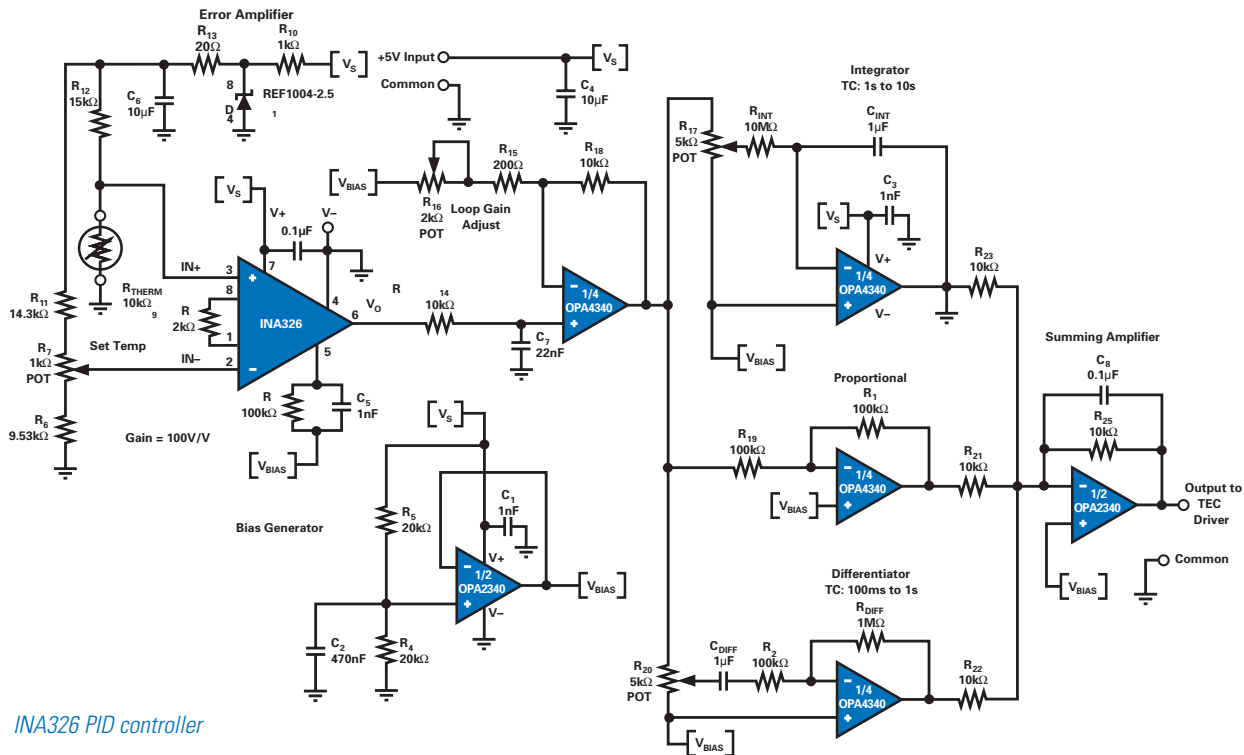 Error Amplifier
R13
20Ω
R10
1kΩ
[VS]
R12
15kΩ
C6
10µF
8
D
4
REF1004-2.5
1
+5V Input
[VS]
Common
C4
10µF
[VS]
V+
0.1µF
V–
7
IN+
3
8
RTHERM
10kΩ
9
R
2kΩ
1
INA326
4
6
VO
5
IN–
2
R11
14.3kΩ
R7
1kΩ
POT
Set Temp
R6
9.53kΩ
Gain = 100V/V
R
100kΩ
C5
1nF
[VBIAS]
[VBIAS]
R16
2kΩ
POT
Loop Gain
Adjust
R15
200Ω
R18
10kΩ
R
14
10kΩ
C7
22nF
–
1/4
OPA4340
+
Bias Generator
[VS]
R5
20kΩ
C1
1nF
V+
–
1/2
OPA2340
+
V–
[VBIAS]
C2
470nF
R4
20kΩ
Integrator
TC: 1s to 10s
R17
5kΩ
POT
RINT
10MΩ
CINT
1µF
C3
1nF
[VS]
V+
–
1/4
OPA4340
+
V–
R23
10kΩ
[VBIAS]
Proportional
R1
100kΩ
R19
100kΩ
–
1/4
OPA4340
+
[VBIAS]
R21
10kΩ
Differentiator
TC: 100ms to 1s
RDIFF
1MΩ
R20
5kΩ
POT
CDIFF
1µF
R2
100kΩ
–
1/4
OPA4340
+
R22
10kΩ
[VBIAS]
Summing Amplifier
C8
0.1µF
R25
10kΩ
–
1/2
OPA2340
+
Output to
TEC
Driver
[VBIAS]
Common
INA326 PID controller